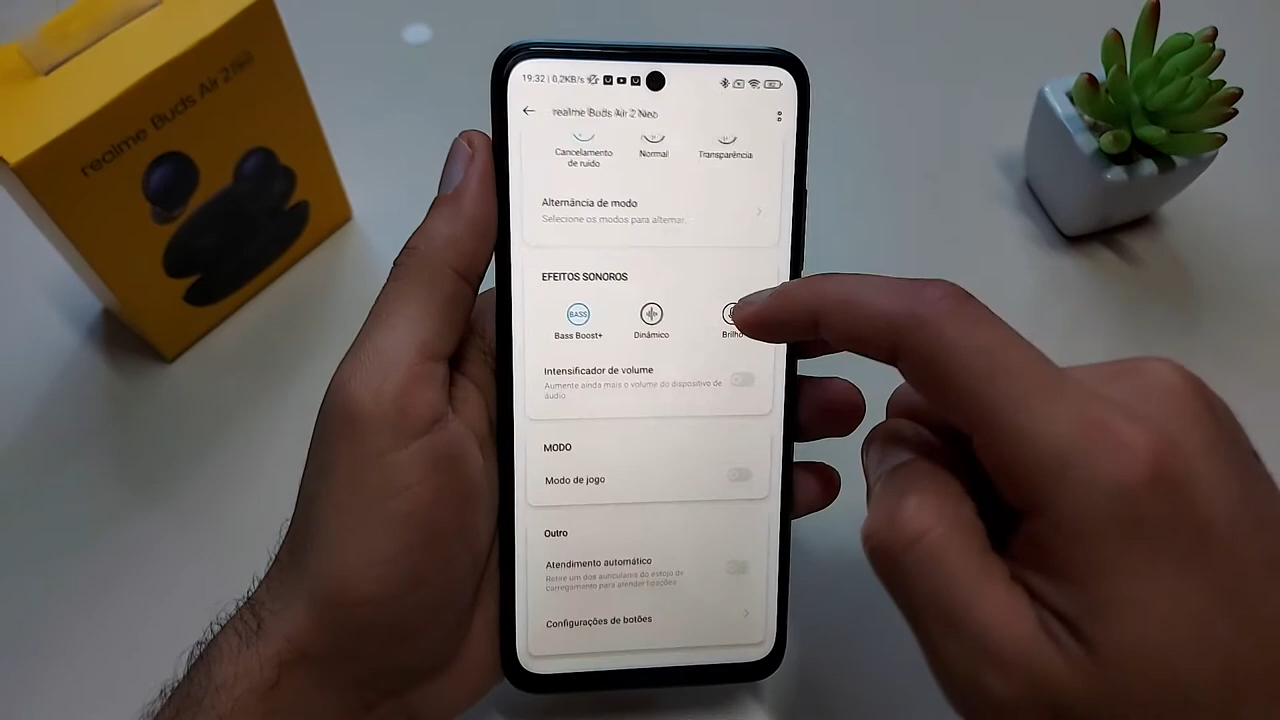 realme Buds Air 2 Neo
19:32 | 0,2KB/s
realme Buds Air 2 Neo
Cancelamento
de ruído
Normal
Transparência
Alternância de modo
Selecione os modos para alternar.
EFEITOS SONOROS
BASS
Bass Boost+
Dinâmico
Brilho
Intensificador de volume
Aumente ainda mais o volume do dispositivo de
áudio
MODO
Modo de jogo
Outro
Atendimento automático
Retire um dos auriculares do estojo de
carregamento para atender ligações
Configurações de botões